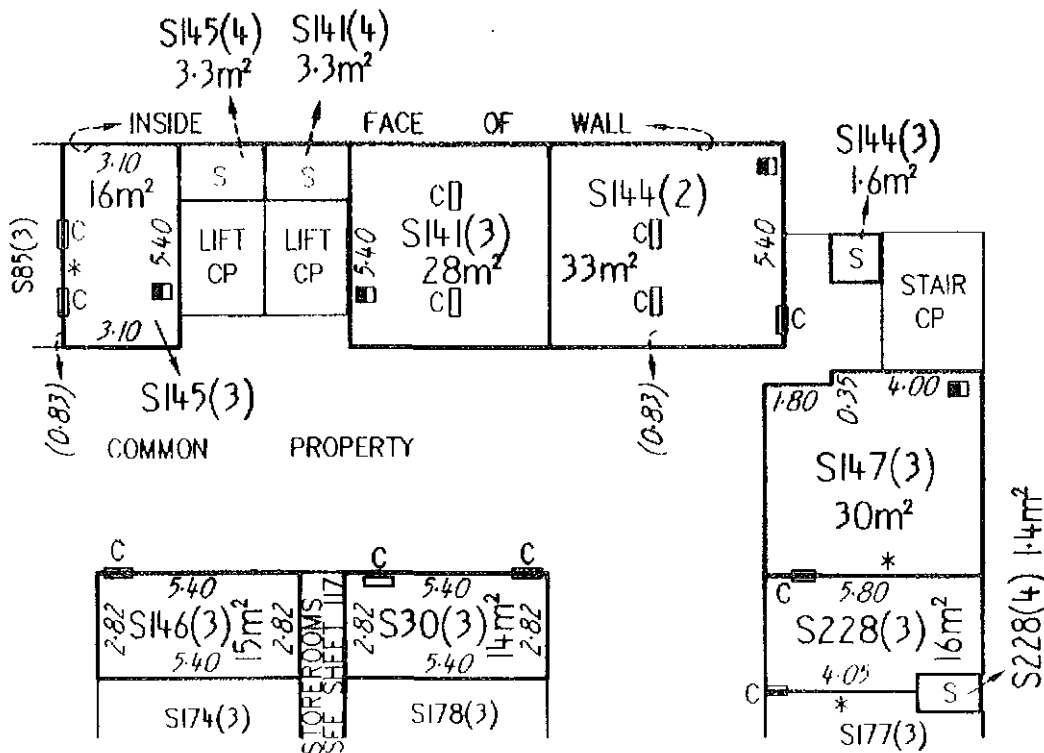 S145(4)
3·3m²
S141(4)
3·3m²
INSIDE FACE OF WALL
S144(3)
1·6m²
3.10
16m²
S
S
C
S144(2)
C
S141(3)
28m²
C
C
33m²
C
5.40
LIFT
CP
LIFT
CP
5.40
5.40
S85(3)
*
C
3.10
S
STAIR
CP
C
S145(3)
(0.83)
(0.83)
COMMON PROPERTY
1.80
0.35
4.00
S147(3)
30m²
*
C
5.80
S228(3)
16m²
S228(4) 1·4m²
4.05
C
*
S
S177(3)
C
5.40
2.82
S146(3)
15m²
2.82
5.40
S174(3)
STOREROOMS
SEE SHEET 117
C
C
5.40
2.82
S30(3)
14m²
2.82
5.40
S178(3)